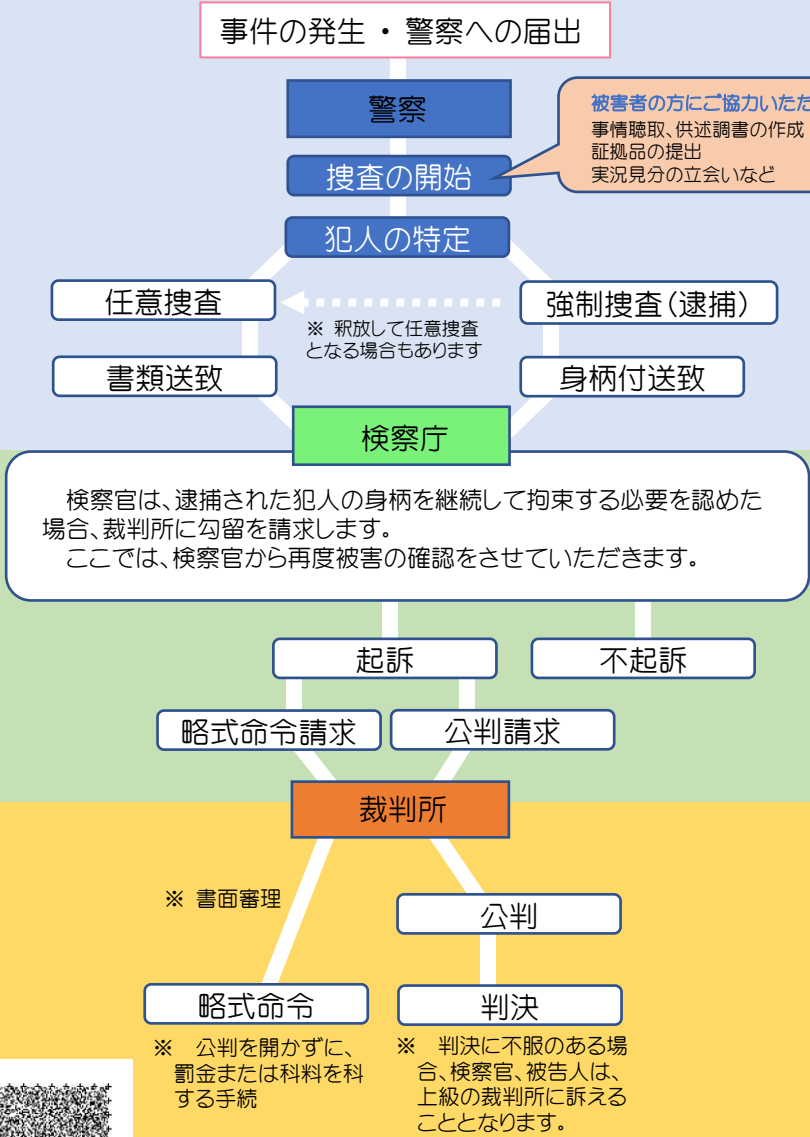 事件の発生 ・ 警察への届出
警察
被害者の方にご協力いただ
事情聴取、供述調書の作成
証拠品の提出
実況見分の立会いなど
捜査の開始
犯人の特定
任意捜査
強制捜査(逮捕)
※ 釈放して任意捜査
となる場合もあります
書類送致
身柄付送致
検察庁
検察官は、逮捕された犯人の身柄を継続して拘束する必要を認めた
場合、裁判所に勾留を請求します。
ここでは、検察官から再度被害の確認をさせていただきます。
起訴
不起訴
略式命令請求
公判請求
裁判所
※ 書面審理
公判
略式命令
判決
※ 公判を開かずに、
罰金または科料を科
する手続
※ 判決に不服のある場
合、検察官、被告人は、
上級の裁判所に訴える
こととなります。